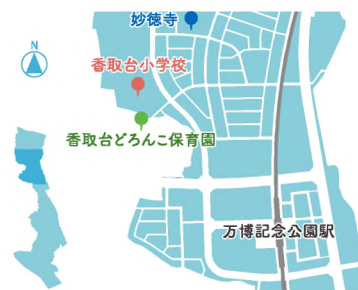 妙徳寺
N
香取台小学校
香取台どろんこ保育園
万博記念公園駅